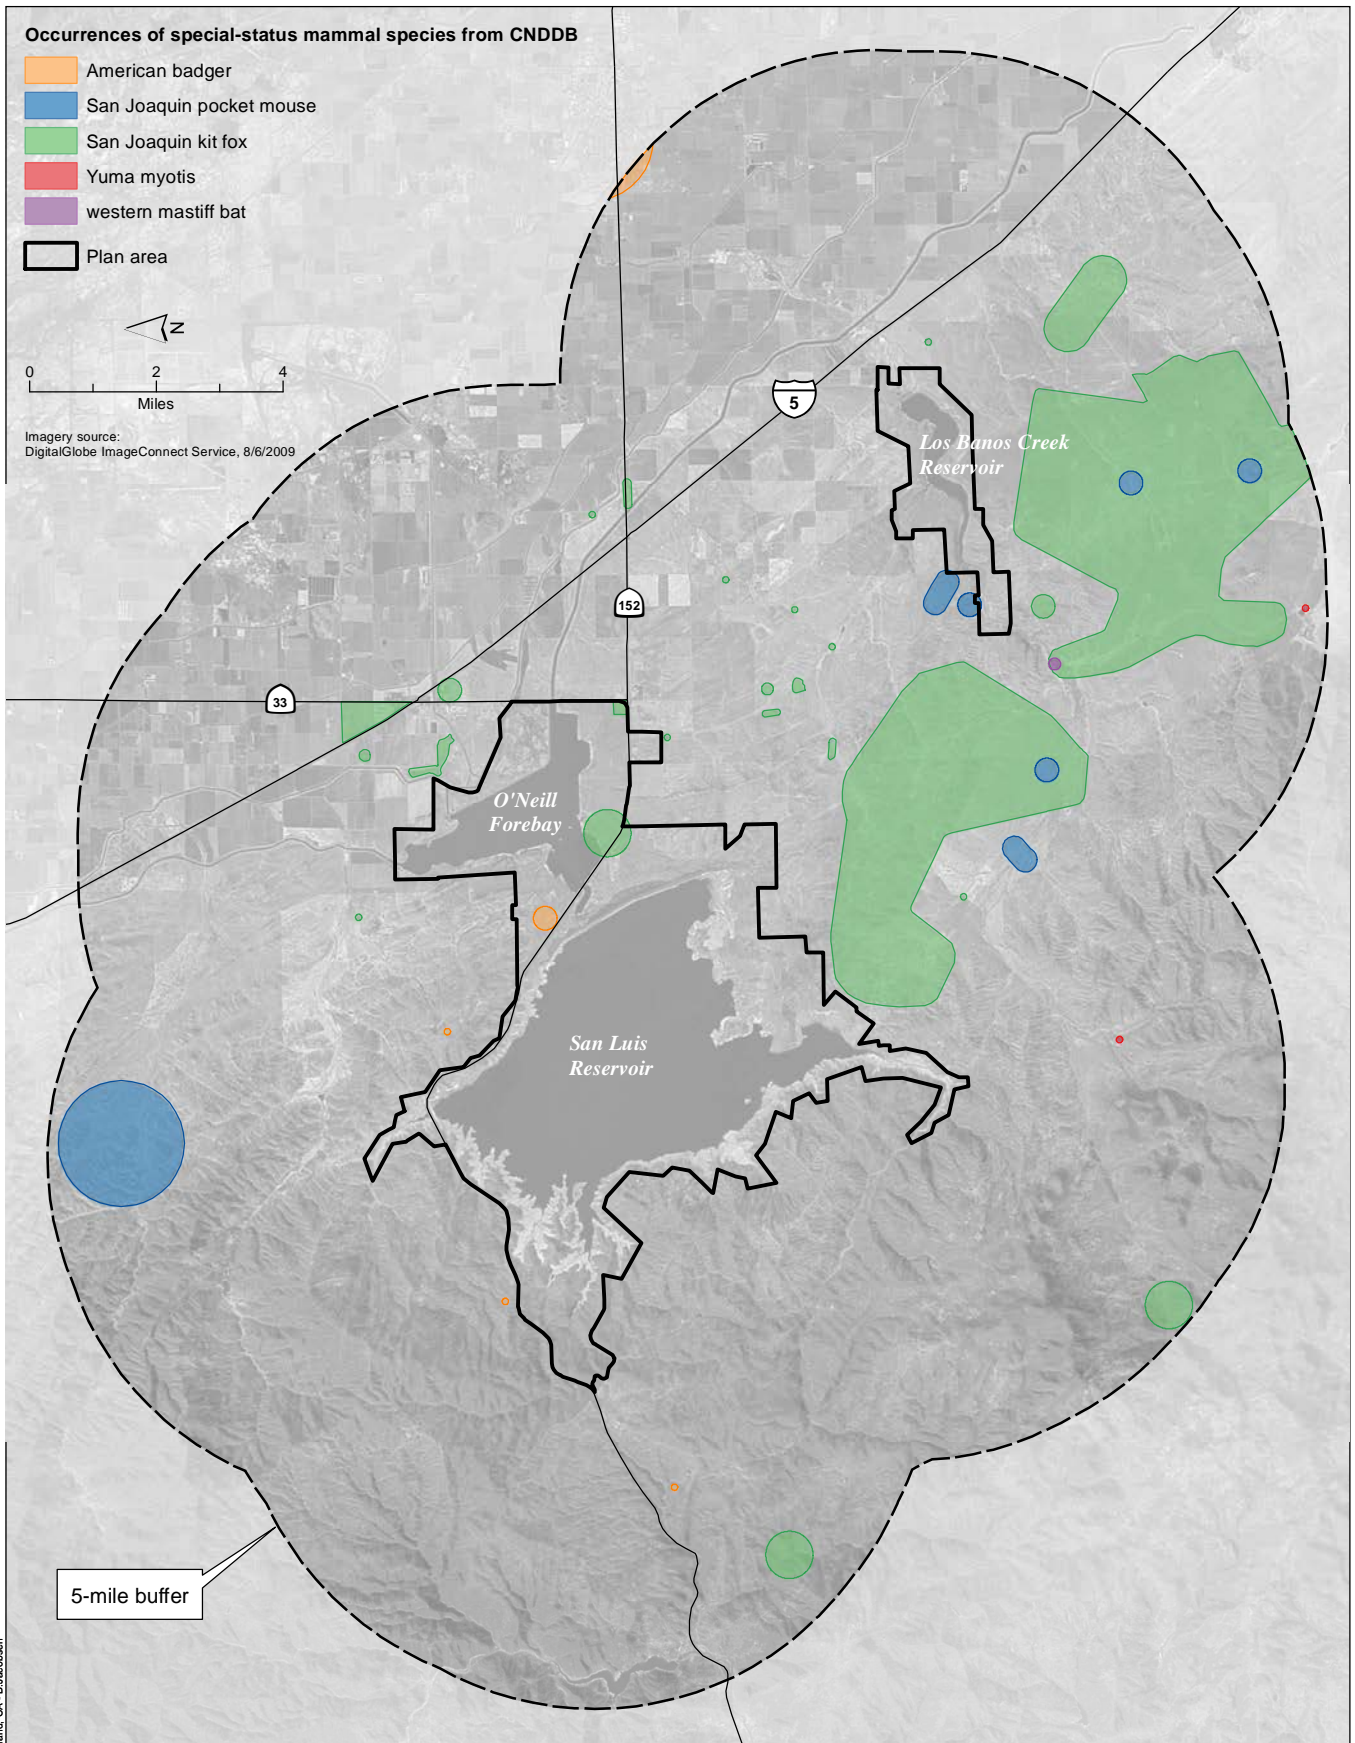 Occurrences of special-status mammal species from CNDDB
American badger
San Joaquin pocket mouse
San Joaquin kit fox
Yuma myotis
western mastiff bat
Plan area
N
0 2 4
Miles
Imagery source:
DigitalGlobe ImageConnect Service, 8/6/2009
5
Los Banos Creek
Reservoir
152
33
O'Neill
Forebay
San Luis
Reservoir
5-mile buffer